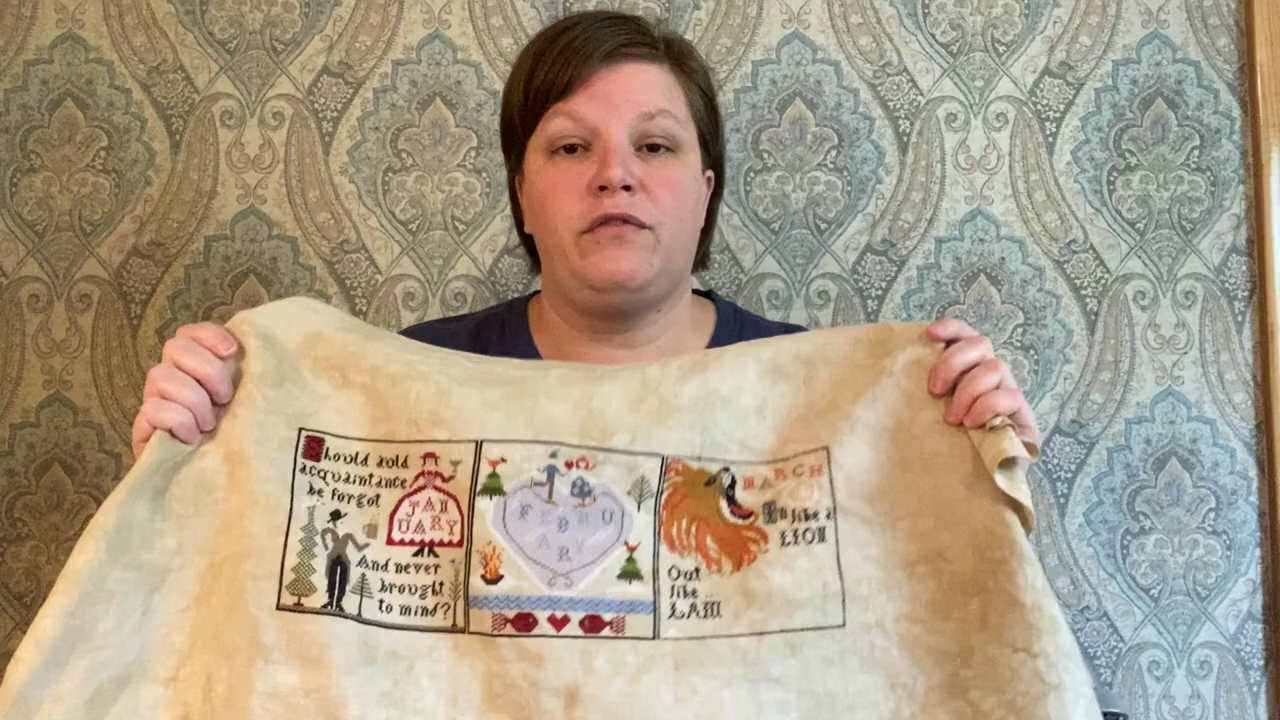 Should auld
acquaintance
be forgot
JAN
UARY
And never
brought
to mind?
FEBRU
ARY
MARCH
In like a
LION
Out
like
LAM